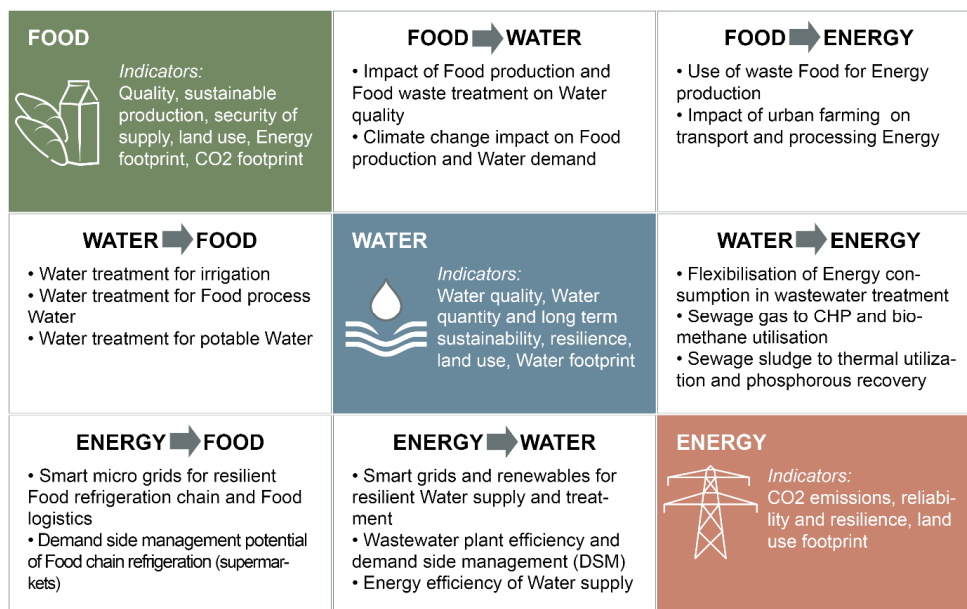 FOOD
Indicators:
Quality, sustainable
production, security of
supply, land use, Energy
footprint, CO2 footprint
FOOD WATER
• Impact of Food production and
Food waste treatment on Water
quality
• Climate change impact on Food
production and Water demand
FOOD ENERGY
• Use of waste Food for Energy
production
• Impact of urban farming on
transport and processing Energy
WATER FOOD
• Water treatment for irrigation
• Water treatment for Food process
Water
• Water treatment for potable Water
WATER
Indicators:
Water quality, Water
quantity and long term
sustainability, resilience,
land use, Water footprint
WATER ENERGY
• Flexibilisation of Energy con-
sumption in wastewater treatment
• Sewage gas to CHP and bio-
methane utilisation
• Sewage sludge to thermal utiliza-
tion and phosphorous recovery
ENERGY FOOD
• Smart micro grids for resilient
Food refrigeration chain and Food
logistics
• Demand side management potential
of Food chain refrigeration (supermar-
kets)
ENERGY WATER
• Smart grids and renewables for
resilient Water supply and treat-
ment
• Wastewater plant efficiency and
demand side management (DSM)
• Energy efficiency of Water supply
ENERGY
Indicators:
CO2 emissions, reliabi-
lity and resilience, land
use footprint